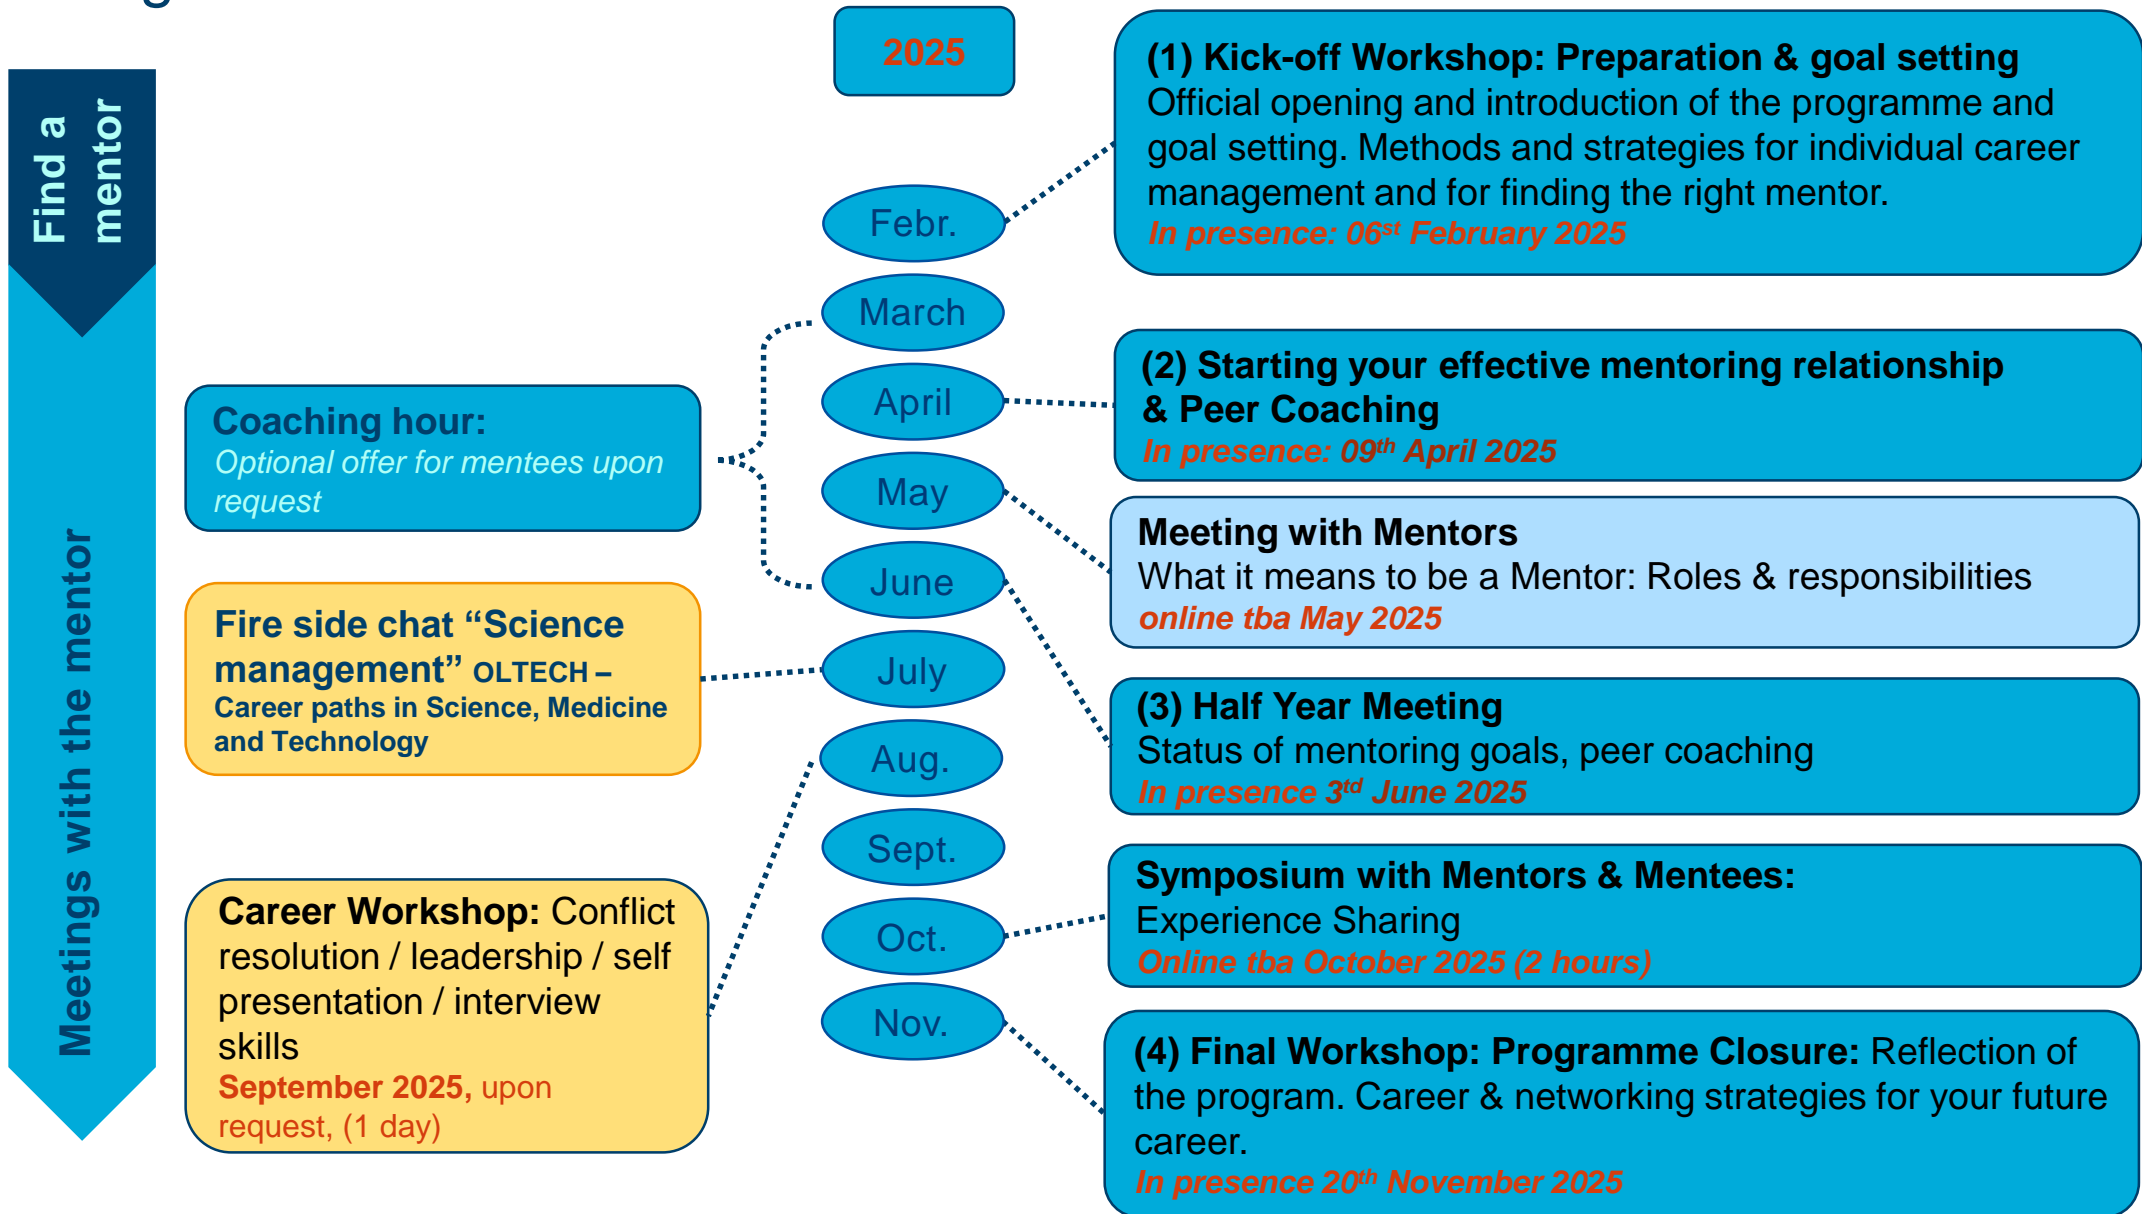 2025
Find a
mentor
Meetings with the mentor
Febr.
March
April
May
June
July
Aug.
Sept.
Oct.
Nov.
(1) Kick-off Workshop: Preparation & goal setting
Official opening and introduction of the programme and
goal setting. Methods and strategies for individual career
management and for finding the right mentor.
In presence: 06st February 2025
(2) Starting your effective mentoring relationship
& Peer Coaching
In presence: 09th April 2025
Meeting with Mentors
What it means to be a Mentor: Roles & responsibilities
online tba May 2025
(3) Half Year Meeting
Status of mentoring goals, peer coaching
In presence 3td June 2025
Symposium with Mentors & Mentees:
Experience Sharing
Online tba October 2025 (2 hours)
(4) Final Workshop: Programme Closure: Reflection of
the program. Career & networking strategies for your future
career.
In presence 20th November 2025
Coaching hour:
Optional offer for mentees upon
request
Fire side chat “Science
management” OLTECH –
Career paths in Science, Medicine
and Technology
Career Workshop: Conflict
resolution / leadership / self
presentation / interview
skills
September 2025, upon
request, (1 day)